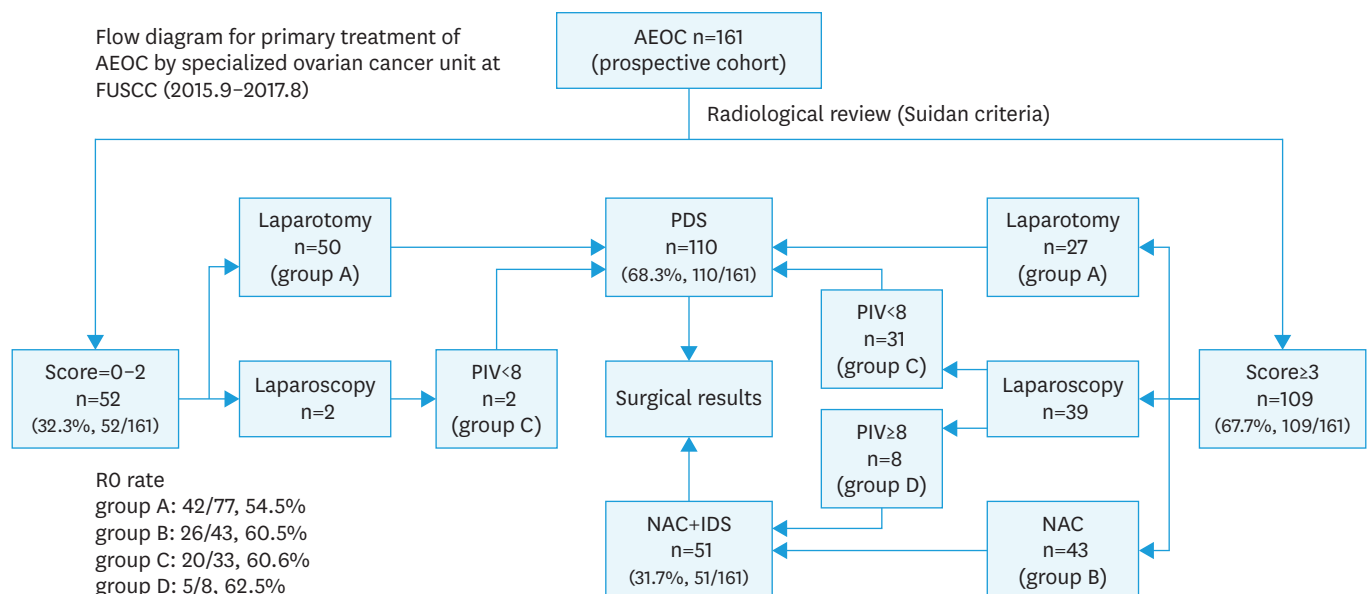 Flow diagram for primary treatment of
AEOC by specialized ovarian cancer unit at
FUSCC (2015.9–2017.8)
AEOC n=161
(prospective cohort)
Radiological review (Suidan criteria)
Laparotomy
n=50
(group A)
PDS
n=110
(68.3%, 110/161)
Laparotomy
n=27
(group A)
PIV<8
n=31
(group C)
Score=0–2
n=52
(32.3%, 52/161)
Laparoscopy
n=2
PIV<8
n=2
(group C)
Surgical results
Laparoscopy
n=39
Score≥3
n=109
(67.7%, 109/161)
PIV≥8
n=8
(group D)
R0 rate
group A: 42/77, 54.5%
group B: 26/43, 60.5%
group C: 20/33, 60.6%
group D: 5/8, 62.5%
NAC+IDS
n=51
(31.7%, 51/161)
NAC
n=43
(group B)